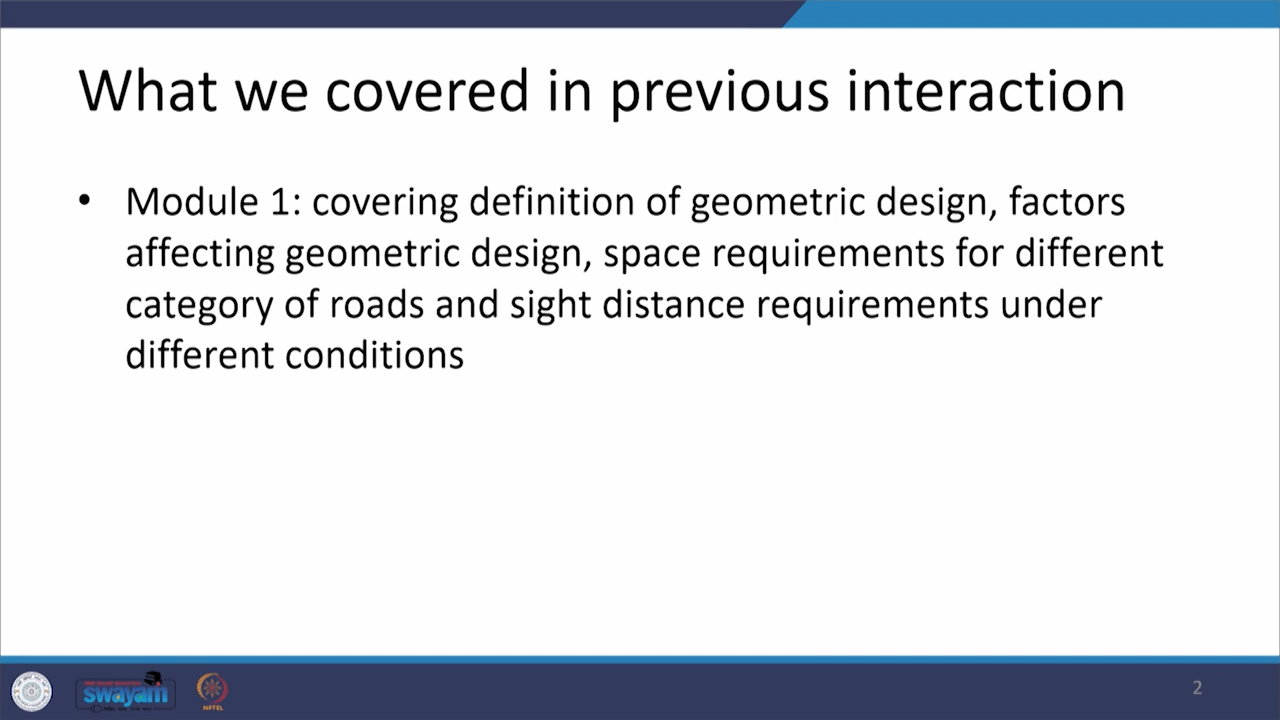 What we covered in previous interaction
• Module 1: covering definition of geometric design, factors
affecting geometric design, space requirements for different
category of roads and sight distance requirements under
different conditions
swayam
NPTEL
2